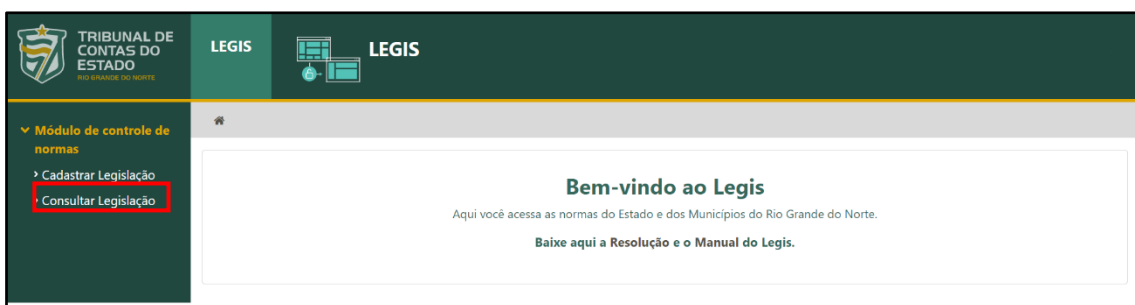 TRIBUNAL DE
CONTAS DO
ESTADO
RIO GRANDE DO NORTE
LEGIS
LEGIS
Módulo de controle de
normas
Cadastrar Legislação
Consultar Legislação
Bem-vindo ao Legis
Aqui você acessa as normas do Estado e dos Municípios do Rio Grande do Norte.
Baixe aqui a Resolução e o Manual do Legis.